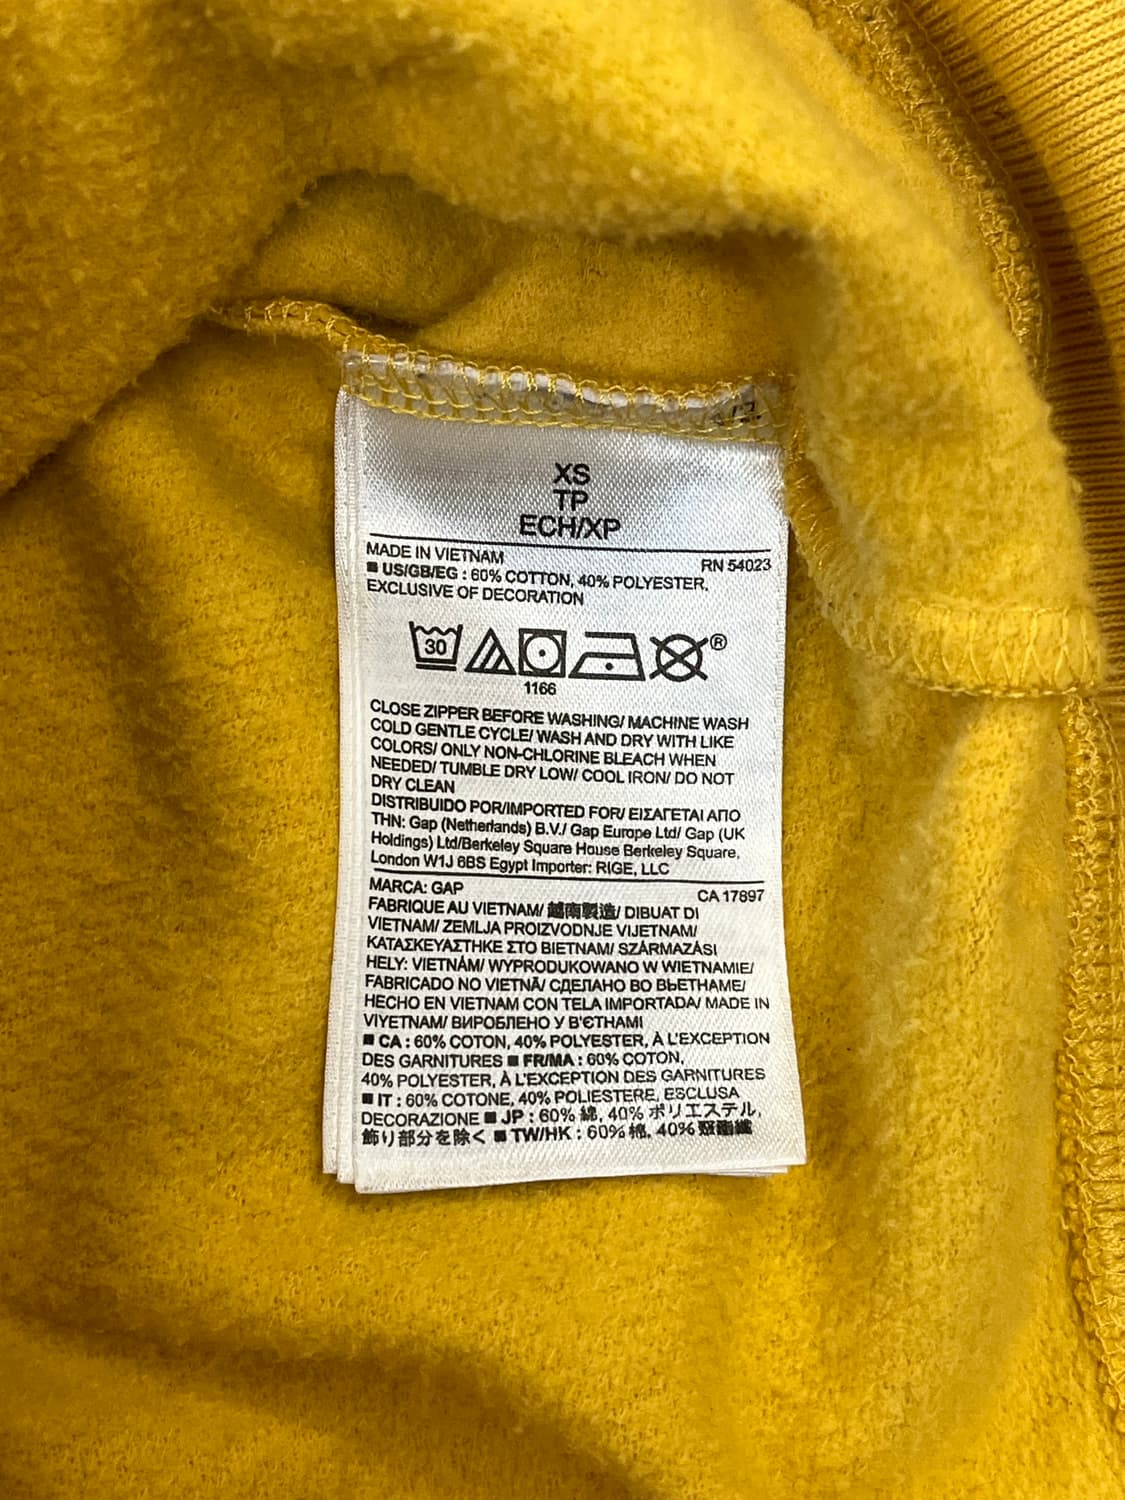 XS
TP
ECH/XP
MADE IN VIETNAM RN 54023
■ US/GB/EG : 60% COTTON, 40% POLYESTER,
EXCLUSIVE OF DECORATION
30 ®
1166
CLOSE ZIPPER BEFORE WASHING/ MACHINE WASH
COLD GENTLE CYCLE/ WASH AND DRY WITH LIKE
COLORS/ ONLY NON-CHLORINE BLEACH WHEN
NEEDED/ TUMBLE DRY LOW/ COOL IRON/ DO NOT
DRY CLEAN
DISTRIBUIDO POR/IMPORTED FOR/ ΕΙΣΑΓΕΤΑΙ ΑΠΟ
THN: Gap (Netherlands) B.V./ Gap Europe Ltd/ Gap (UK
Holdings) Ltd/Berkeley Square House Berkeley Square,
London W1J 6BS Egypt Importer: RIGE, LLC
MARCA: GAP CA 17897
FABRIQUE AU VIETNAM/ 越南製造/ DIBUAT DI
VIETNAM/ ZEMLJA PROIZVODNJE VIJETNAM/
ΚΑΤΑΣΚΕΥΑΣΤΗΚΕ ΣΤΟ ΒΙΕΤΝΑΜ/ SZÁRMAZÁSI
HELY: VIETNÁM/ WYPRODUKOWANO W WIETNAMIE/
FABRICADO NO VIETNÃ/ СДЕЛАНО ВО ВЬЕТНАМЕ/
HECHO EN VIETNAM CON TELA IMPORTADA/ MADE IN
VIYETNAM/ ВИРОБЛЕНО У В'ЄТНАМІ
■ CA : 60% COTON, 40% POLYESTER, À L'EXCEPTION
DES GARNITURES ■ FR/MA : 60% COTON,
40% POLYESTER, À L'EXCEPTION DES GARNITURES
■ IT : 60% COTONE, 40% POLIESTERE, ESCLUSA
DECORAZIONE ■ JP : 60% 綿, 40% ポリエステル,
飾り部分を除く ■ TW/HK : 60% 棉, 40%